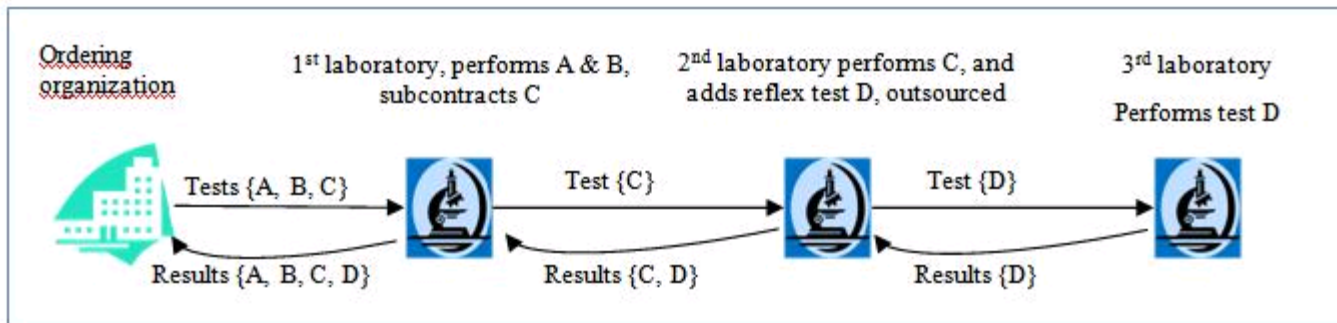 Ordering
organization
1st laboratory, performs A & B,
subcontracts C
2nd laboratory performs C, and
adds reflex test D, outsourced
3rd laboratory
Performs test D
Tests {A, B, C}
Test {C}
Test {D}
Results {A, B, C, D}
Results {C, D}
Results {D}